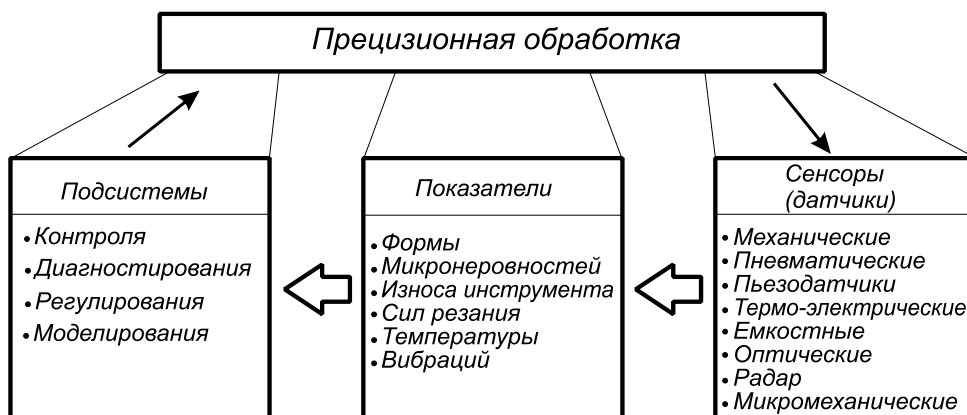 Прецизионная обработка
Подсистемы
• Контроля
• Диагностирования
• Регулирования
• Моделирования
Показатели
• Формы
• Микронеровностей
• Износа инструмента
• Сил резания
• Температуры
• Вибраций
Сенсоры
(датчики)
• Механические
• Пневматические
• Пьезодатчики
• Термо-электрические
• Емкостные
• Оптические
• Радар
• Микромеханические